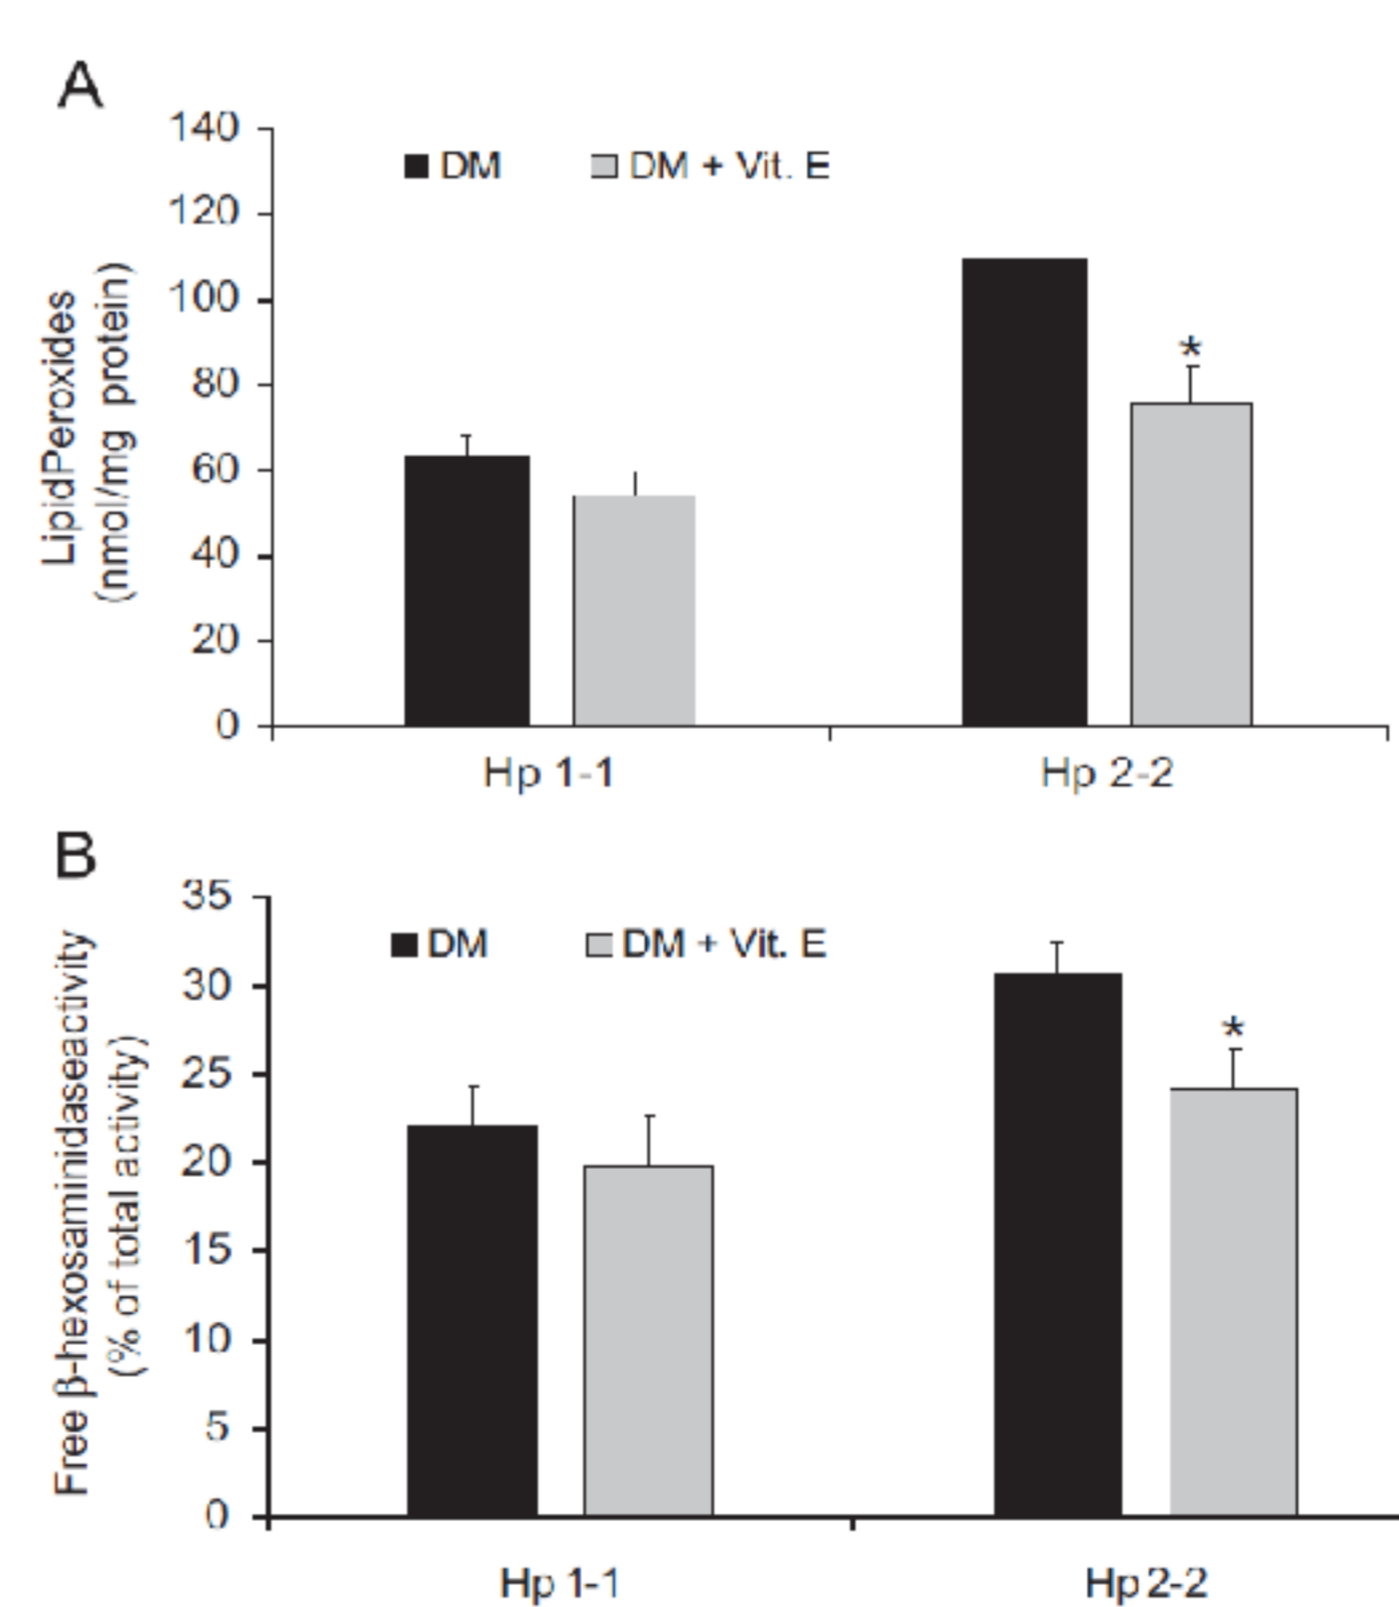 A
140
DM
DM + Vit. E
120
100
80
60
40
20
0
LipidPeroxides
(nmol/mg protein)
*
Hp 1-1
Hp 2-2
B
35
DM
DM + Vit. E
30
25
20
15
10
5
0
Free β-hexosaminidaseactivity
(% of total activity)
*
Hp 1-1
Hp 2-2